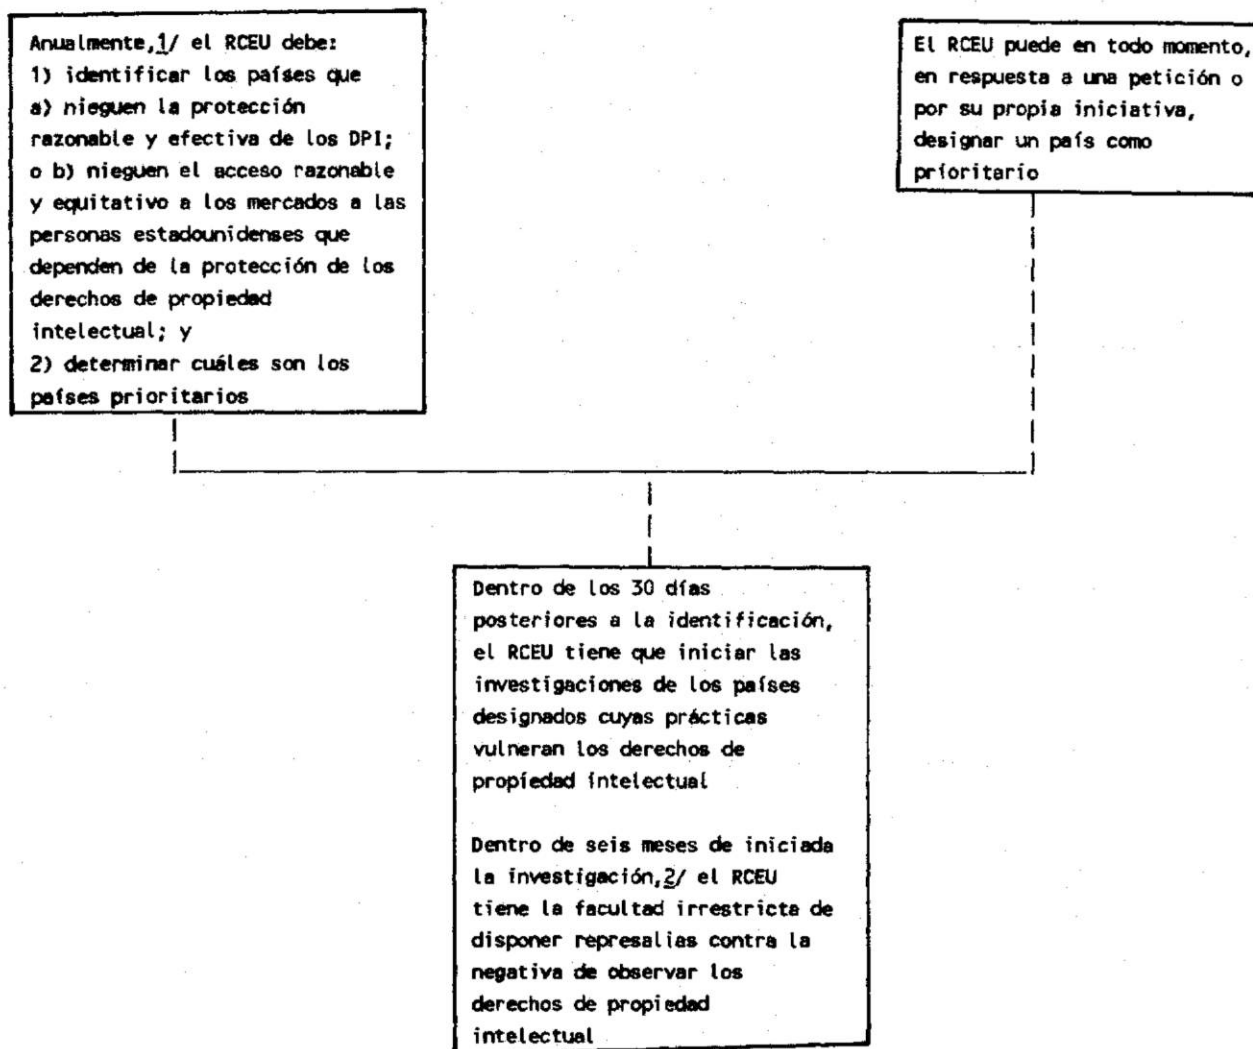 Anualmente,1/ el RCEU debe:
1) identificar los países que
a) nieguen la protección
razonable y efectiva de los DPI;
o b) nieguen el acceso razonable
y equitativo a los mercados a las
personas estadounidenses que
dependen de la protección de los
derechos de propiedad
intelectual; y
2) determinar cuáles son los
países prioritarios
El RCEU puede en todo momento,
en respuesta a una petición o
por su propia iniciativa,
designar un país como
prioritario
Dentro de los 30 días
posteriores a la identificación,
el RCEU tiene que iniciar las
investigaciones de los países
designados cuyas prácticas
vulneran los derechos de
propiedad intelectual
Dentro de seis meses de iniciada
la investigación,2/ el RCEU
tiene la facultad irrestricta de
disponer represalias contra la
negativa de observar los
derechos de propiedad
intelectual